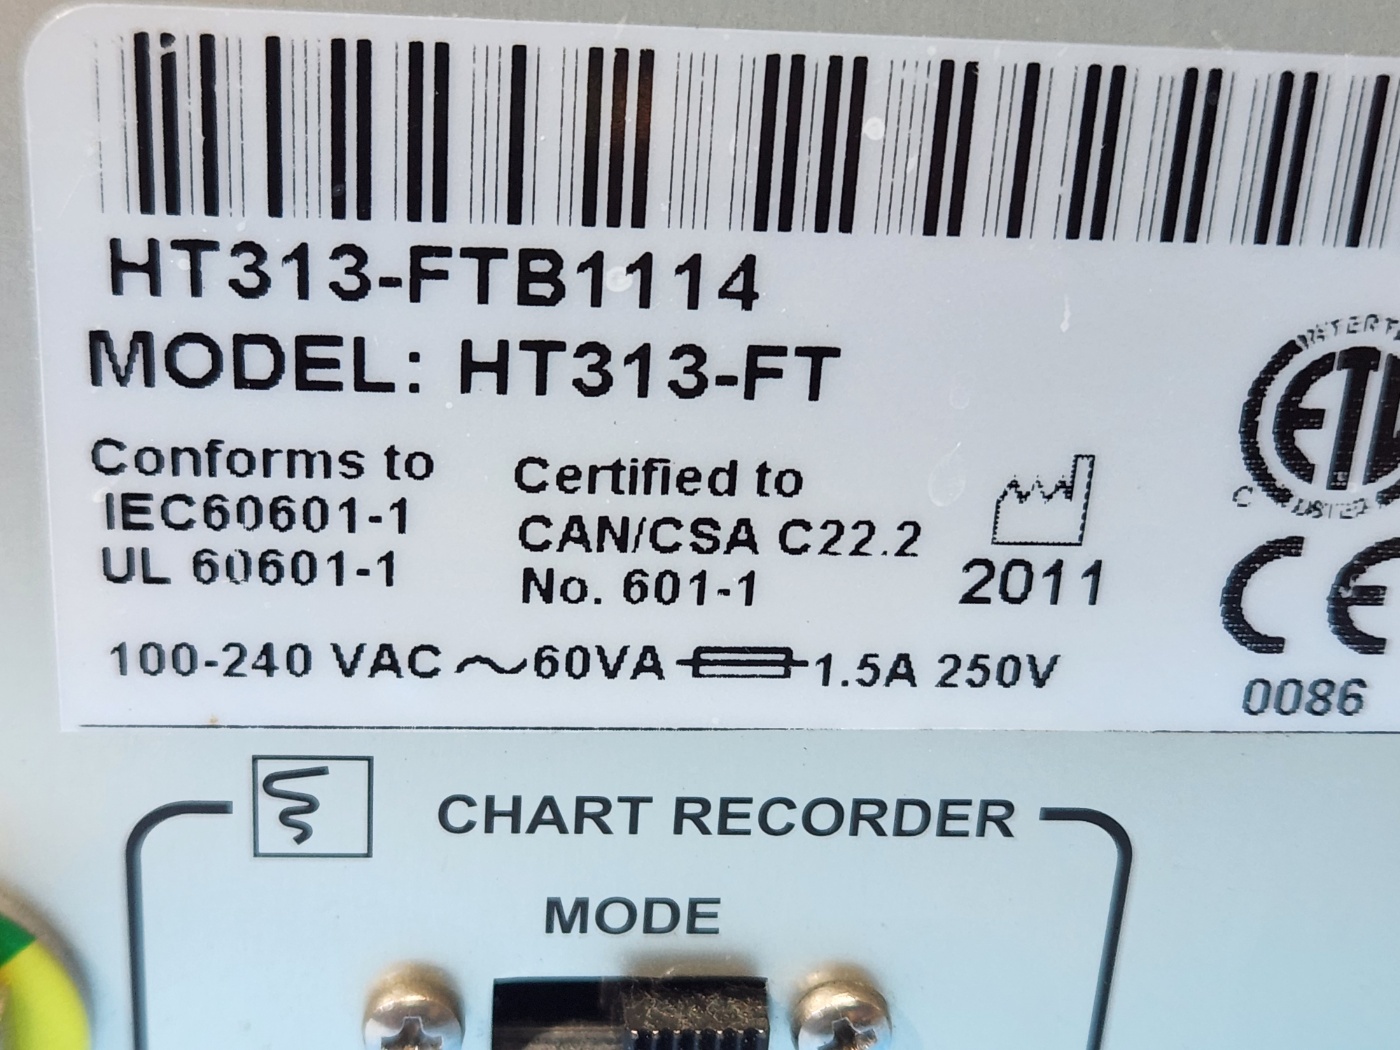 HT313-FTB1114
MODEL: HT313-FT
Conforms to
IEC60601-1
UL 60601-1
Certified to
CAN/CSA C22.2
No. 601-1
2011
100-240 VAC ~ 60VA 1.5A 250V
CE
0086
CHART RECORDER
MODE